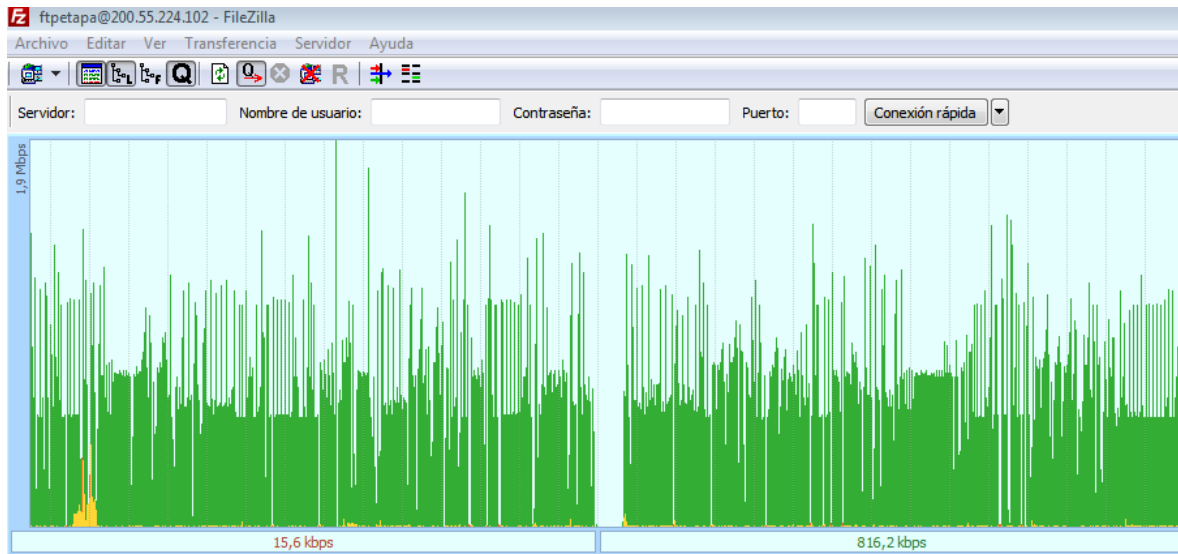 ftpetapa@200.55.224.102 - FileZilla
Archivo Editar Ver Transferencia Servidor Ayuda
Servidor: Nombre de usuario: Contraseña: Puerto: Conexión rápida
1,9 Mbps
15,6 kbps 816,2 kbps